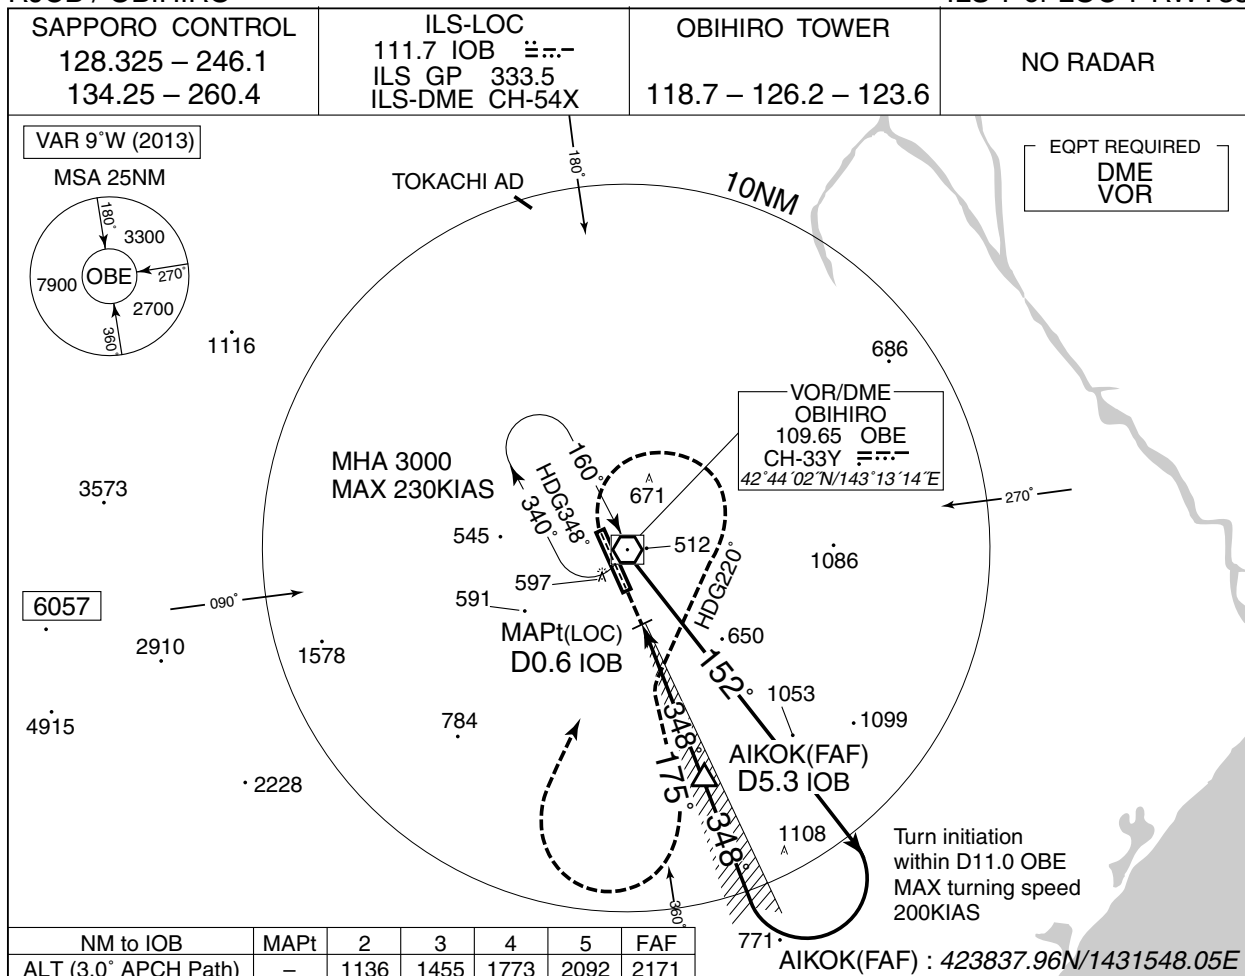 SAPPORO CONTROL
128.325 – 246.1
134.25 – 260.4
ILS-LOC
111.7 IOB
ILS GP 333.5
ILS-DME CH-54X
OBIHIRO TOWER
118.7 – 126.2 – 123.6
NO RADAR
VAR 9°W (2013)
MSA 25NM
180°
3300
OBE
270°
7900
2700
360°
EQPT REQUIRED
DME
VOR
180°
TOKACHI AD
10NM
1116
686
VOR/DME
OBIHIRO
109.65 OBE
CH-33Y
42°44´02˝N/143°13´14˝E
MHA 3000
MAX 230KIAS
160°
HDG348°
340°
671
3573
270°
545
512
1086
597
591
HDG220°
090°
6057
MAPt(LOC)
D0.6 IOB
650
2910
1578
152°
1053
4915
784
348°
1099
175°
AIKOK(FAF)
D5.3 IOB
2228
348°
1108
Turn initiation
within D11.0 OBE
MAX turning speed
200KIAS
360°
771
AIKOK(FAF) : 423837.96N/1431548.05E
NM to IOB MAPt 2 3 4 5 FAF
ALT (3.0° APCH Path) – 1136 1455 1773 2092 2171